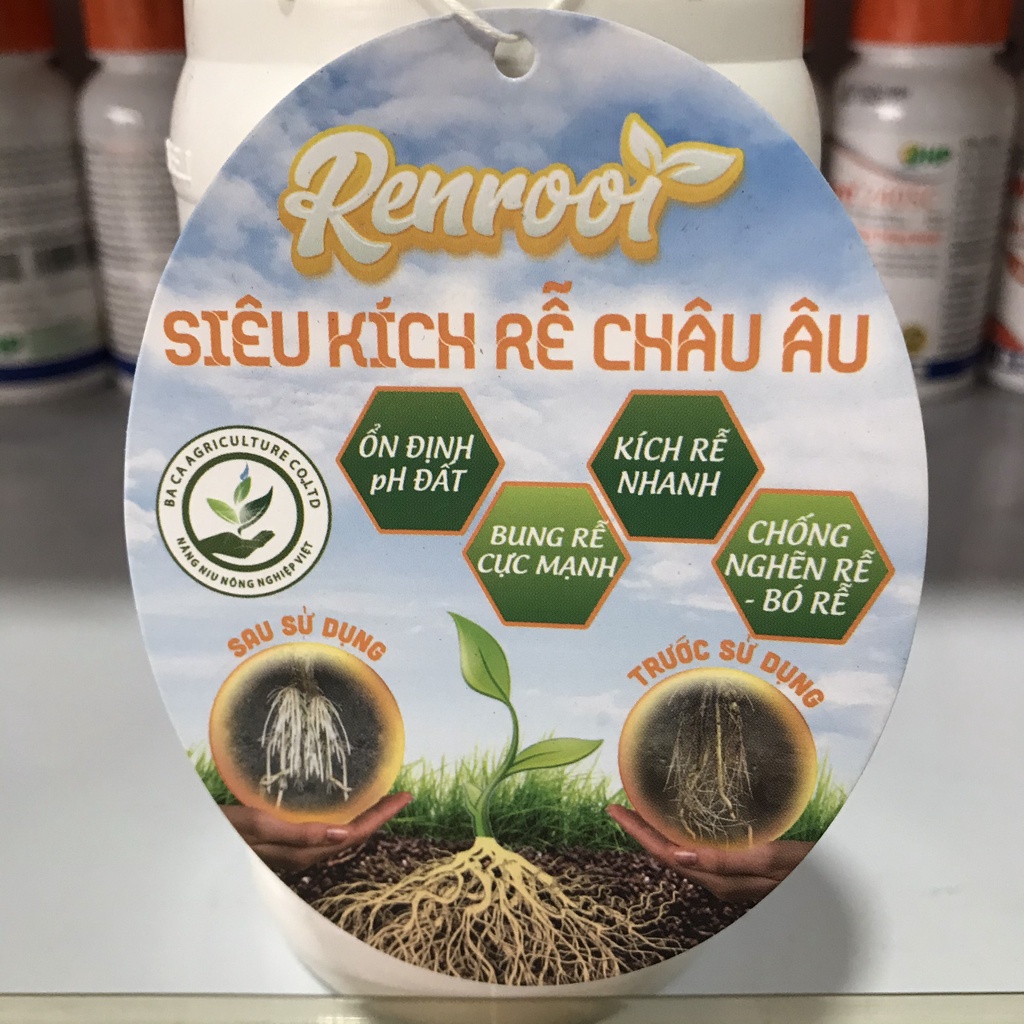 Renroot
SIÊU KÍCH RỄ CHÂU ÂU
ỔN ĐỊNH
pH ĐẤT
KÍCH RỄ
NHANH
BUNG RỄ
CỰC MẠNH
CHỐNG
NGHẼN RỄ
- BÓ RỄ
BA CA AGRICULTURE CO.,LTD
NÂNG NIU NÔNG NGHIỆP VIỆT
SAU SỬ DỤNG
TRƯỚC SỬ DỤNG